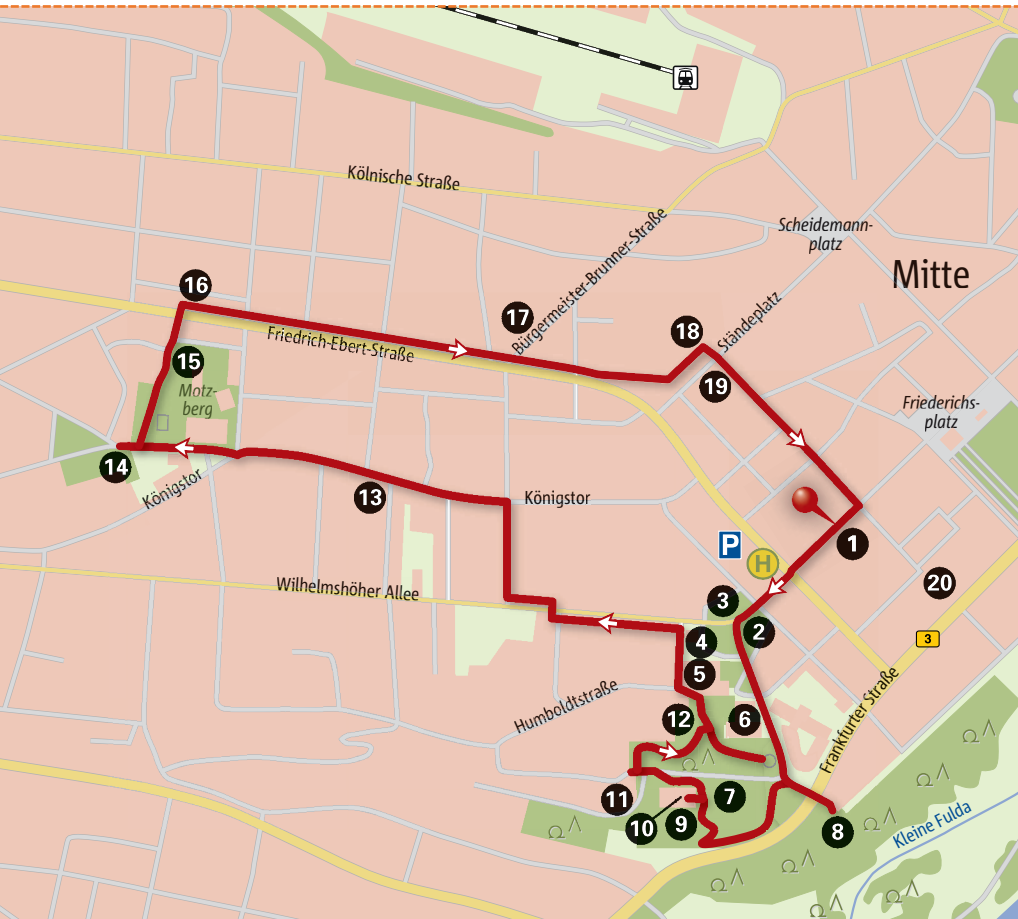 Kölnische Straße
Bürgermeister-Brunner-Straße
Scheidemann-
platz
Mitte
16
17
18
Ständeplatz
Friedrich-Ebert-Straße
15
19
Motz-
berg
Friederichs-
platz
14
Königstor
13
Königstor
1
P
H
20
Wilhelmshöher Allee
3
2
3
4
5
Humboldtstraße
12
6
Frankfurter Straße
11
7
10
9
8
Kleine Fulda